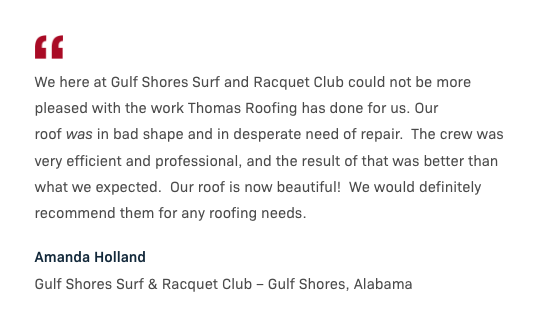 “
We here at Gulf Shores Surf and Racquet Club could not be more
pleased with the work Thomas Roofing has done for us. Our
roof was in bad shape and in desperate need of repair.  The crew was
very efficient and professional, and the result of that was better than
what we expected.  Our roof is now beautiful!  We would definitely
recommend them for any roofing needs.
Amanda Holland
Gulf Shores Surf & Racquet Club – Gulf Shores, Alabama